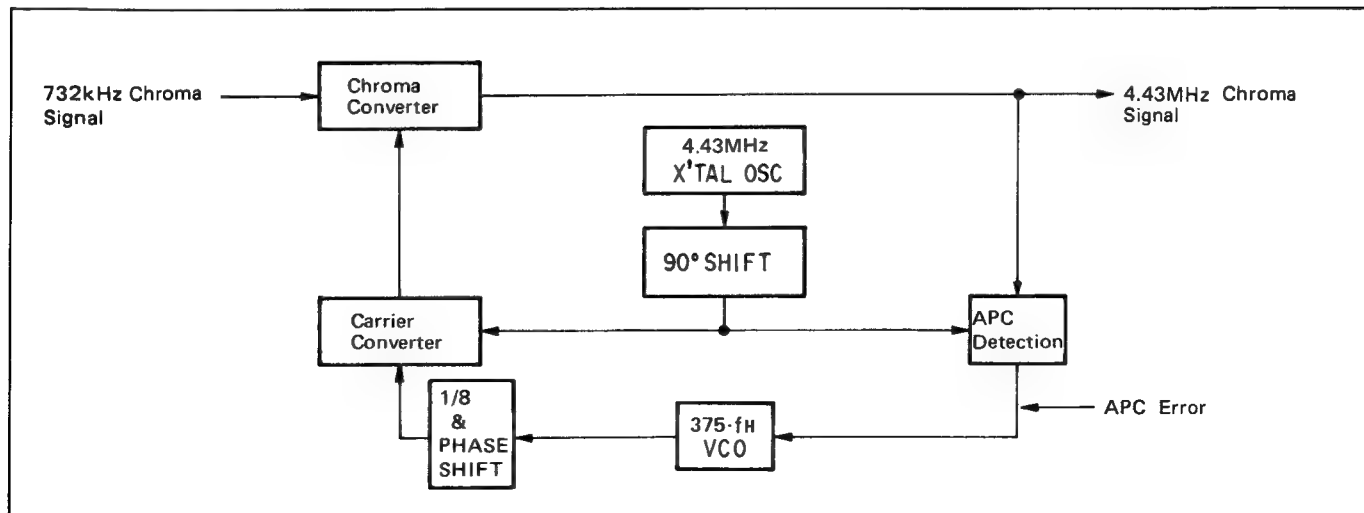 732kHz Chroma
Signal
Chroma
Converter
4.43MHz Chroma
Signal
4.43MHz
X'TAL OSC
90° SHIFT
Carrier
Converter
APC
Detection
1/8
&
PHASE
SHIFT
375·fH
VCO
APC Error